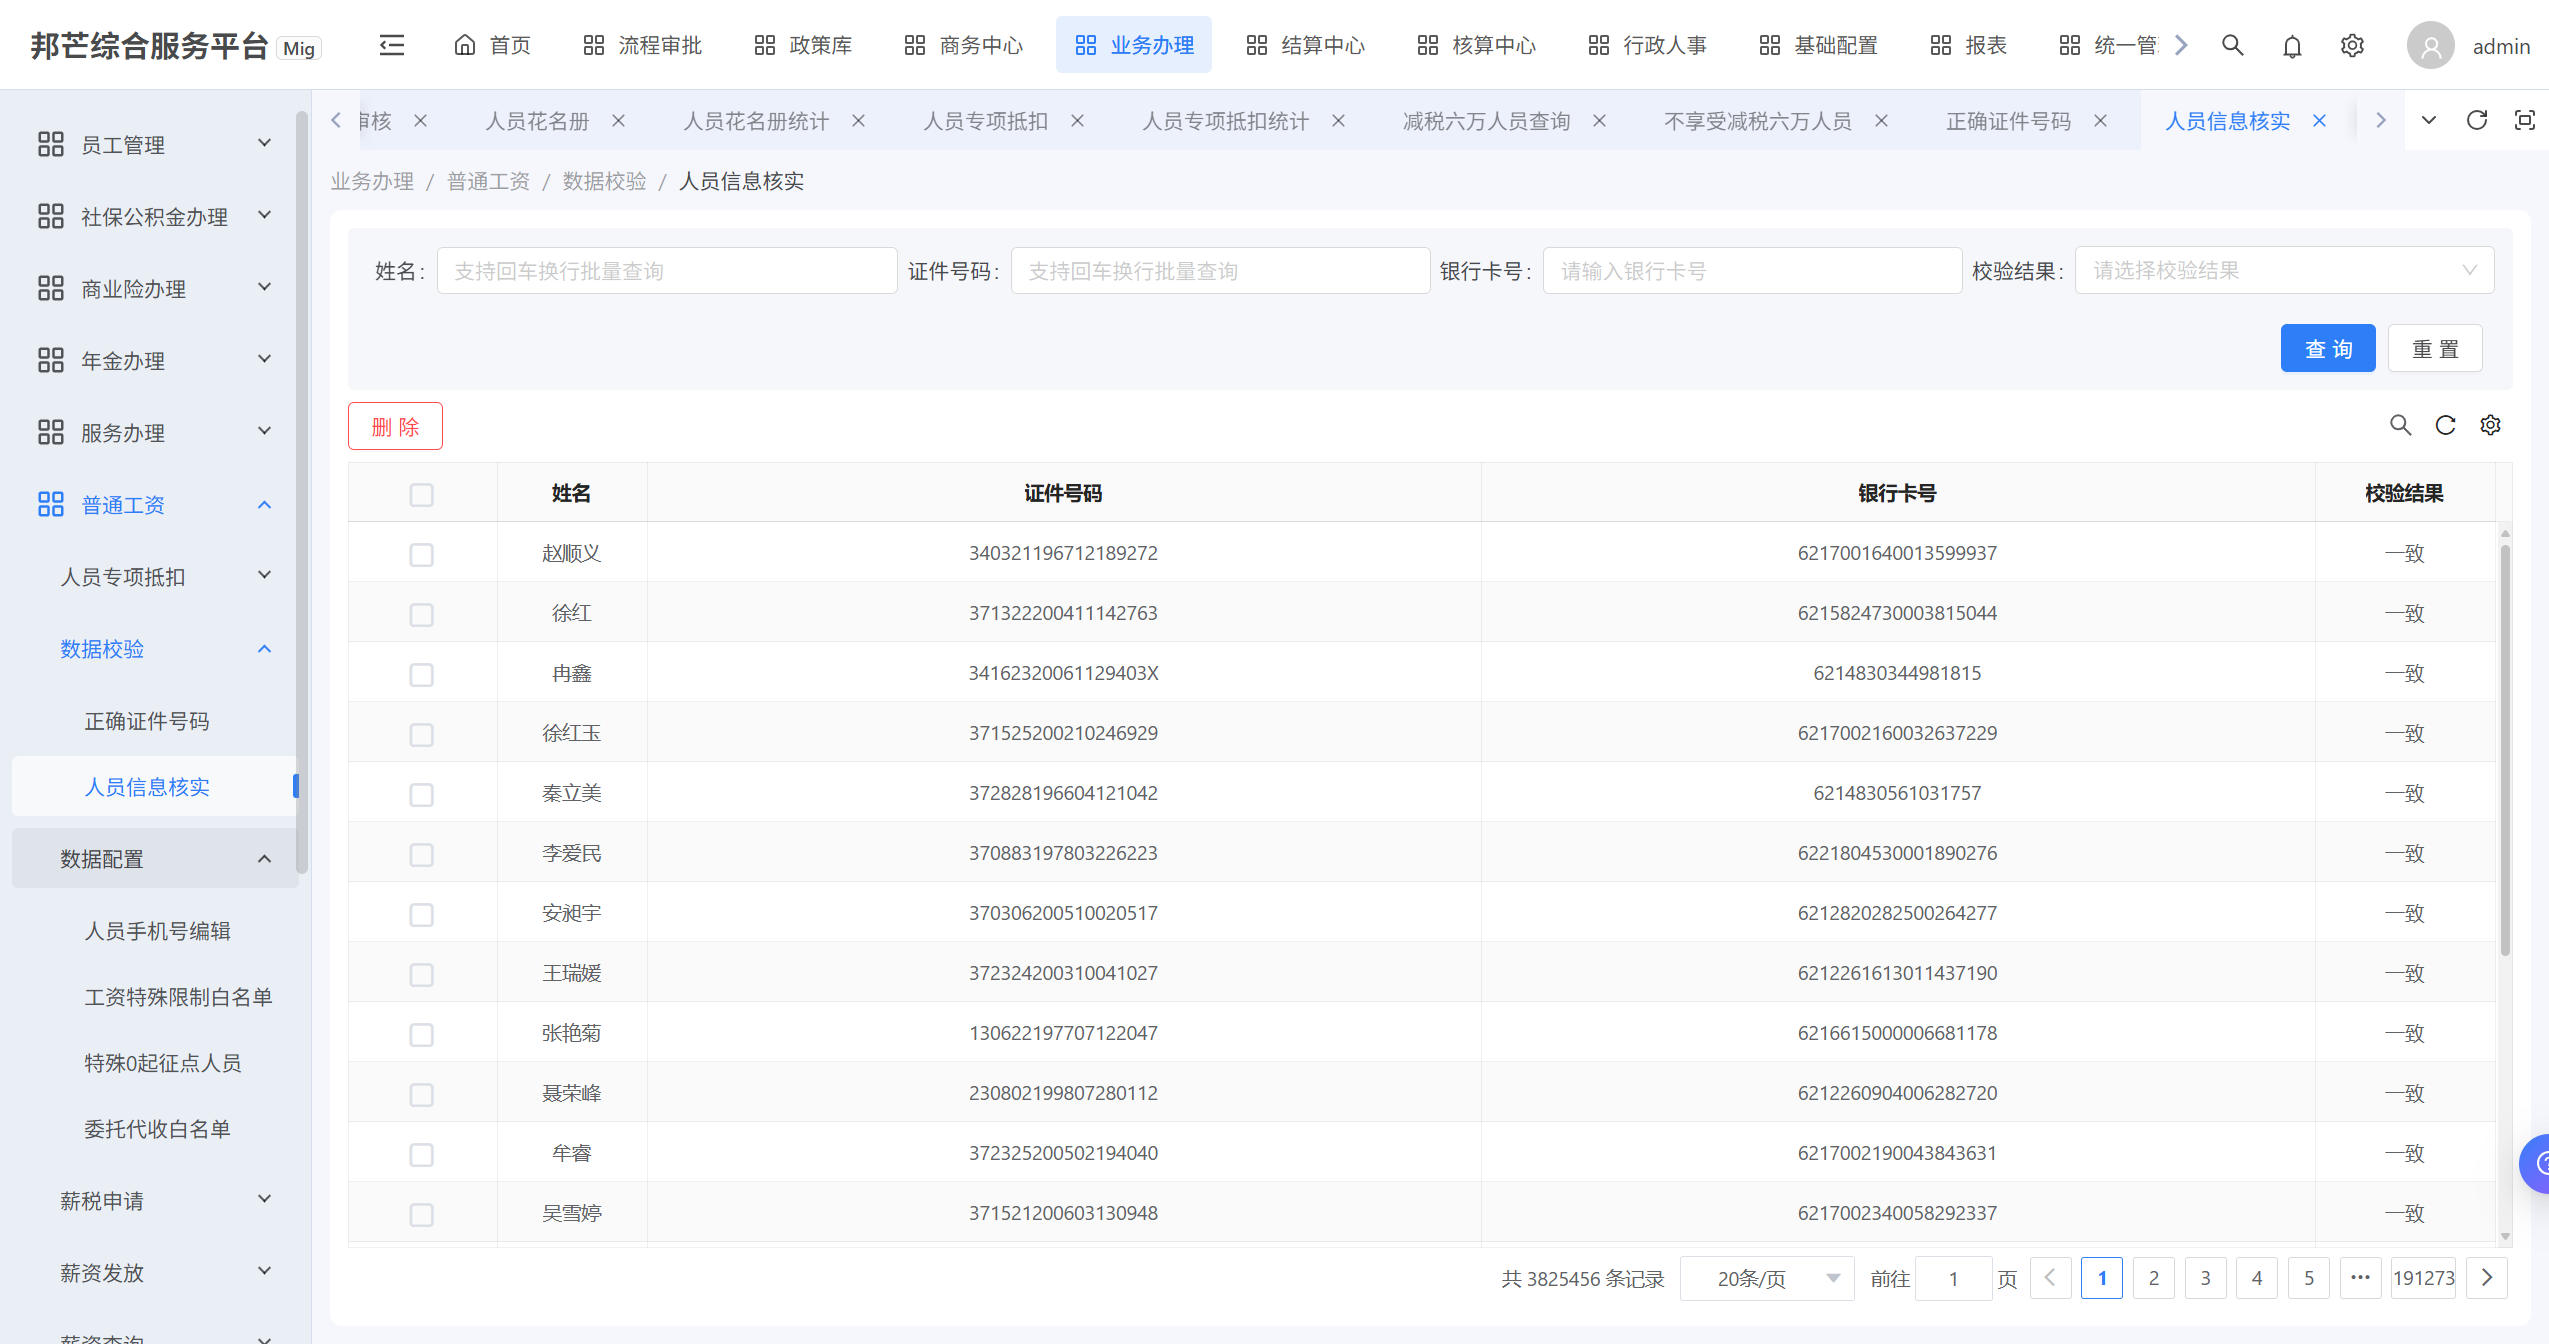 邦芒综合服务平台 Mig 首页 流程审批 政策库 商务中心 业务办理 结算中心 核算中心 行政人事 基础配置 报表 统一管 admin
审核 人员花名册 人员花名册统计 人员专项抵扣 人员专项抵扣统计 减税六万人员查询 不享受减税六万人员 正确证件号码 人员信息核实
业务办理 / 普通工资 / 数据校验 / 人员信息核实
员工管理
社保公积金办理
商业险办理
年金办理
服务办理
普通工资
人员专项抵扣
数据校验
正确证件号码
人员信息核实
数据配置
人员手机号编辑
工资特殊限制白名单
特殊0起征点人员
委托代收白名单
薪税申请
薪资发放
薪资查询
姓名: 支持回车换行批量查询 证件号码: 支持回车换行批量查询 银行卡号: 请输入银行卡号 校验结果: 请选择校验结果
查 询 重 置
删 除
姓名 证件号码 银行卡号 校验结果
赵顺义 340321196712189272 6217001640013599937 一致
徐红 371322200411142763 6215824730003815044 一致
冉鑫 34162320061129403X 6214830344981815 一致
徐红玉 371525200210246929 6217002160032637229 一致
秦立美 372828196604121042 6214830561031757 一致
李爱民 370883197803226223 6221804530001890276 一致
安昶宇 370306200510020517 6212820282500264277 一致
王瑞媛 372324200310041027 6212261613011437190 一致
张艳菊 130622197707122047 6216615000006681178 一致
聂荣峰 230802199807280112 6212260904006282720 一致
牟睿 372325200502194040 6217002190043843631 一致
吴雪婷 371521200603130948 6217002340058292337 一致
共 3825456 条记录 20条/页 前往 1 页 1 2 3 4 5 ••• 191273